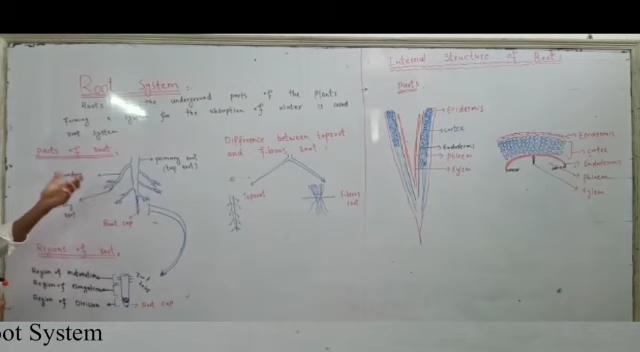 Root System :
Roots the underground parts of the plants
forming a for the absorption of water is called
root system
Parts of root,
primary root
(tap root)
root
Root cap
Regions of root,
Region of maturation
Region of elongation
Region of Division
Root cap
Difference between taproot
and fibrous root :
Taproot
Fibrous
root
Internal Structure of Root:
Parts
Epidermis
cortex
Endodermis
phloem
Xylem
Epidermis
cortex
Endodermis
phloem
Xylem
ot System